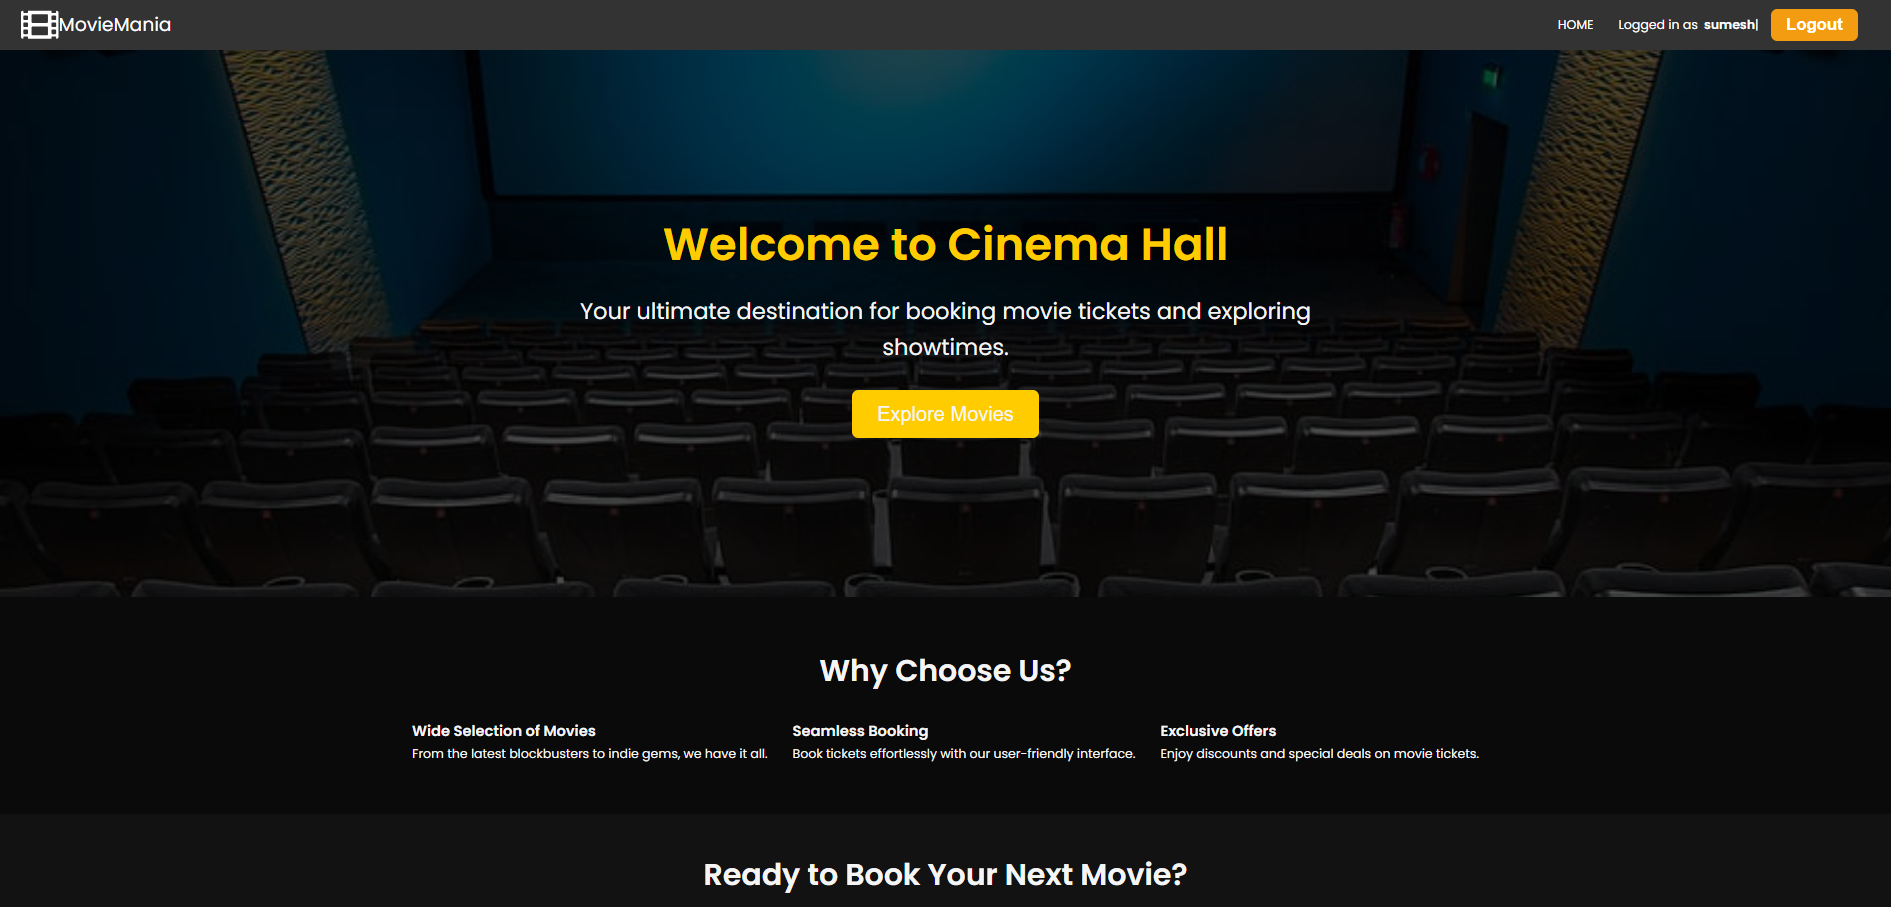 MovieMania
HOME Logged in as sumesh| Logout
Welcome to Cinema Hall
Your ultimate destination for booking movie tickets and exploring
showtimes.
Explore Movies
Why Choose Us?
Wide Selection of Movies
From the latest blockbusters to indie gems, we have it all.
Seamless Booking
Book tickets effortlessly with our user-friendly interface.
Exclusive Offers
Enjoy discounts and special deals on movie tickets.
Ready to Book Your Next Movie?